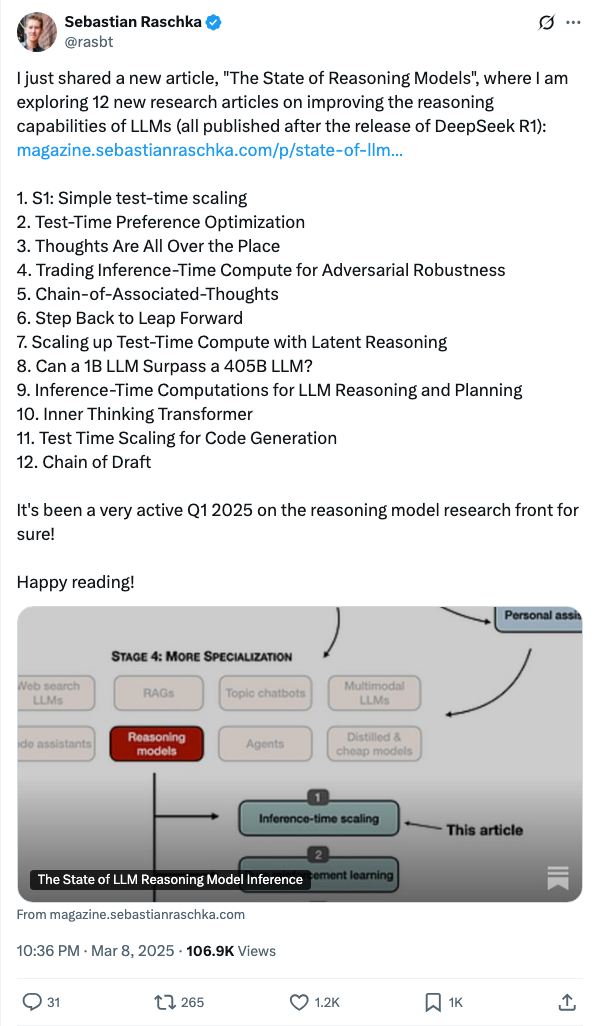 Sebastian Raschka
@rasbt
I just shared a new article, "The State of Reasoning Models", where I am
exploring 12 new research articles on improving the reasoning
capabilities of LLMs (all published after the release of DeepSeek R1):
magazine.sebastianraschka.com/p/state-of-llm...
1. S1: Simple test-time scaling
2. Test-Time Preference Optimization
3. Thoughts Are All Over the Place
4. Trading Inference-Time Compute for Adversarial Robustness
5. Chain-of-Associated-Thoughts
6. Step Back to Leap Forward
7. Scaling up Test-Time Compute with Latent Reasoning
8. Can a 1B LLM Surpass a 405B LLM?
9. Inference-Time Computations for LLM Reasoning and Planning
10. Inner Thinking Transformer
11. Test Time Scaling for Code Generation
12. Chain of Draft
It's been a very active Q1 2025 on the reasoning model research front for
sure!
Happy reading!
Personal
STAGE 4: MORE SPECIALIZATION
Web search
LLMs
RAGs
Topic chatbots
Multimodal
LLMs
assistants
Reasoning
models
Agents
Distilled &
cheap models
1
Inference-time scaling
This article
2
learning
The State of LLM Reasoning Model Inference
From magazine.sebastianraschka.com
10:36 PM · Mar 8, 2025 · 106.9K Views
31
265
1.2K
1K